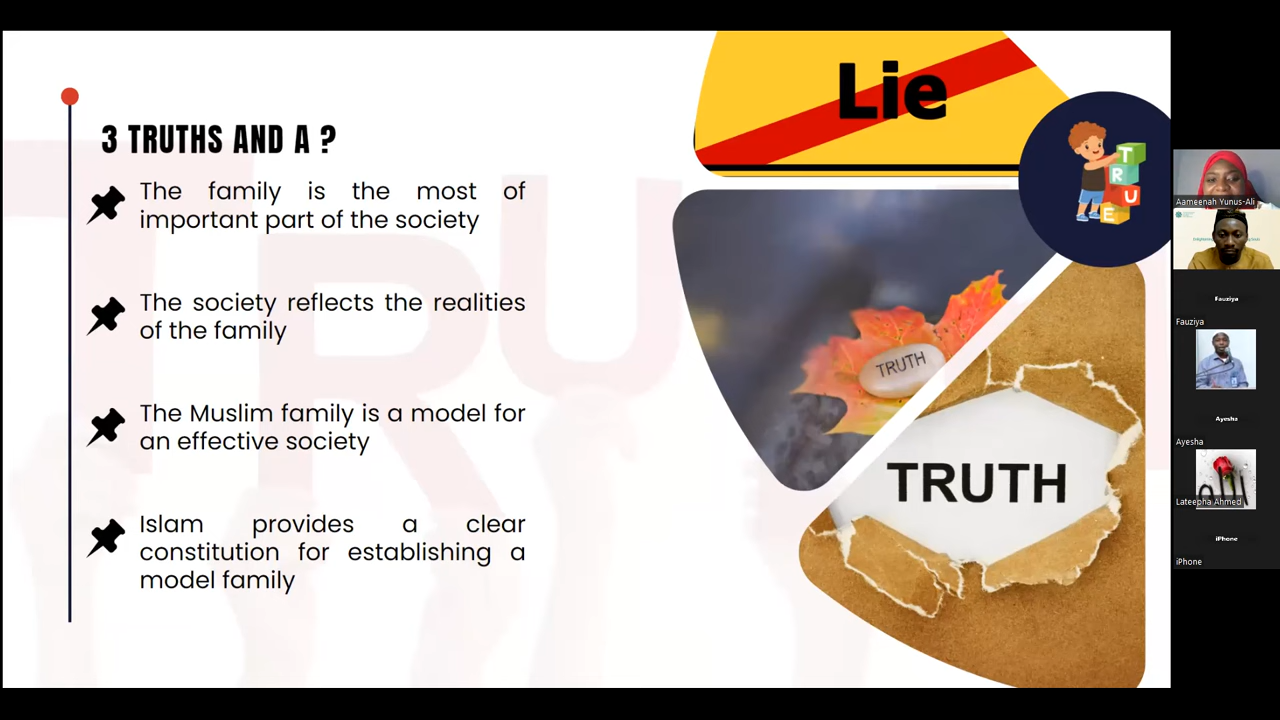 Lie
3 TRUTHS AND A ?
The family is the most of
important part of the society
The society reflects the realities
of the family
The Muslim family is a model for
an effective society
Islam provides a clear
constitution for establishing a
model family
T
R
U
E
TRUTH
TRUTH
Aameenah Yunus-Ali
Fauziya
Fauziya
Ayesha
Ayesha
الله
Lateepha Ahmed
iPhone
iPhone